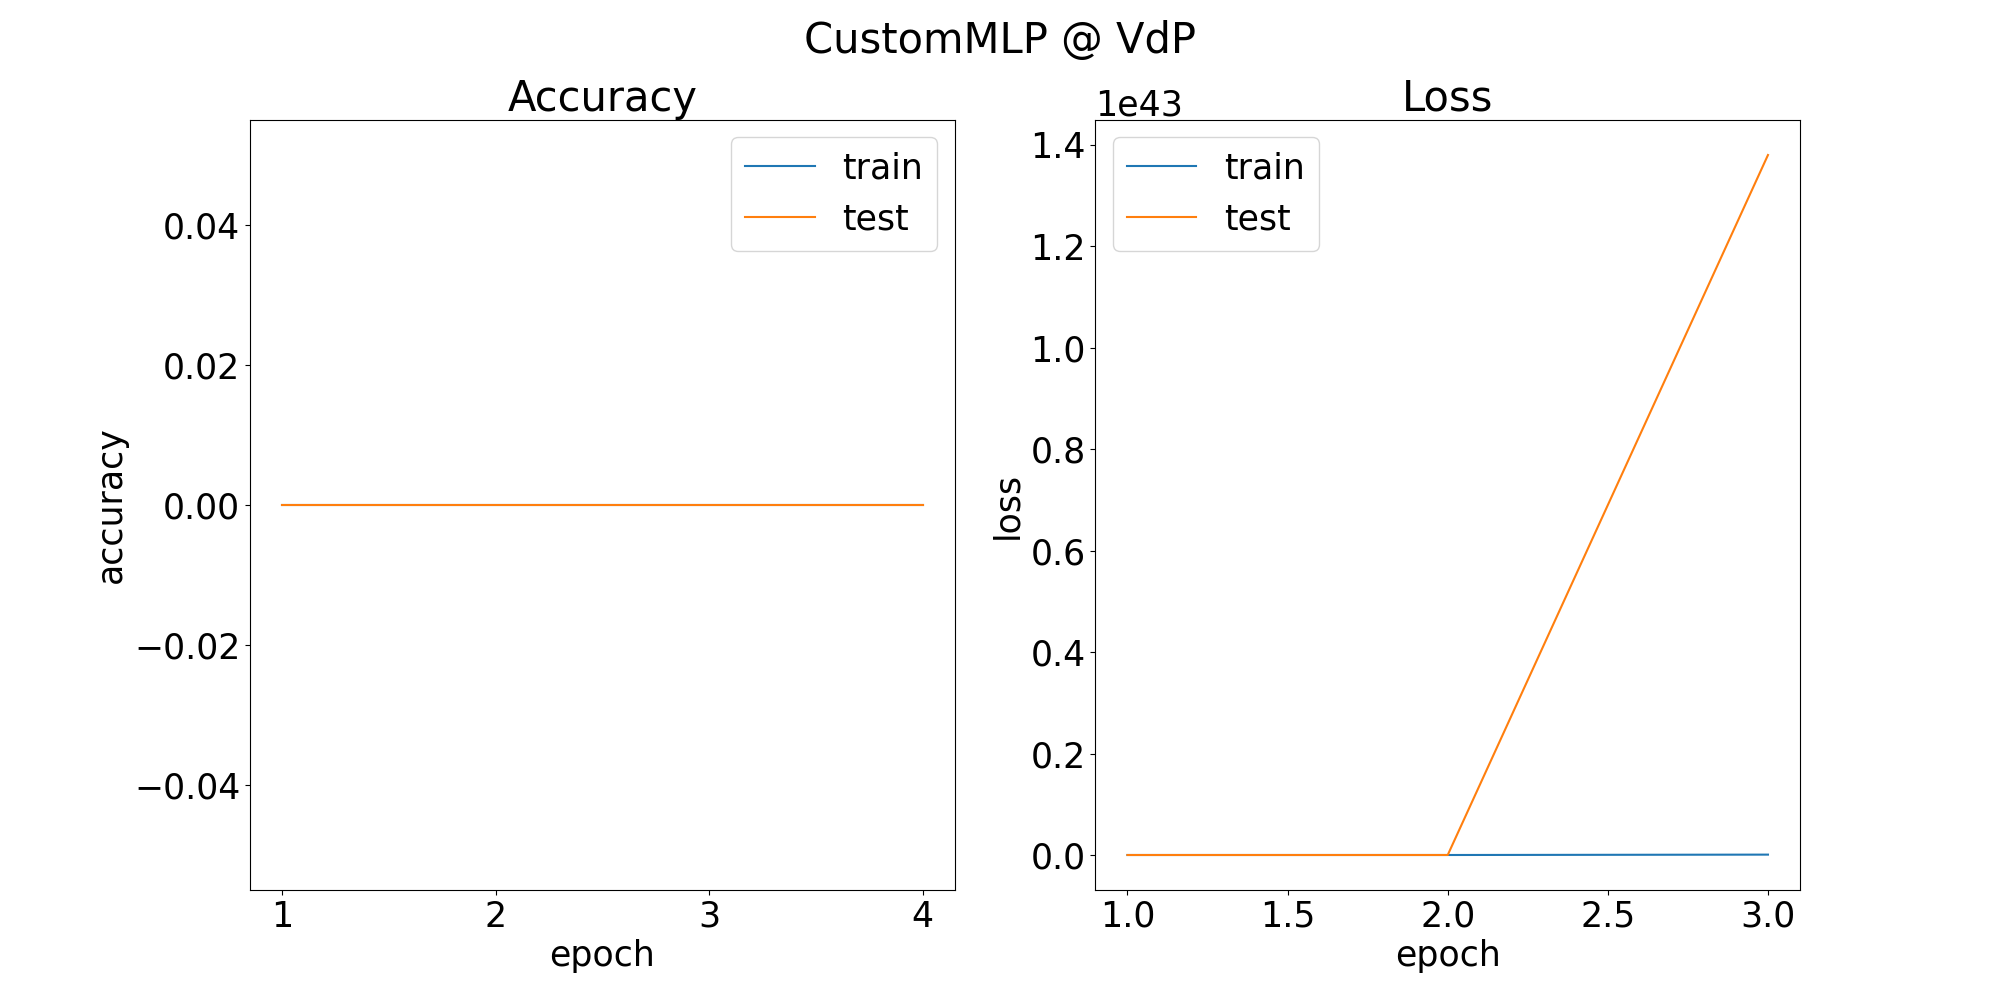 CustomMLP @ VdP
Accuracy
train
test
0.04
0.02
0.00
−0.02
−0.04
accuracy
1 2 3 4
epoch
Loss
1e43
train
test
1.4
1.2
1.0
0.8
0.6
0.4
0.2
0.0
loss
1.0 1.5 2.0 2.5 3.0
epoch